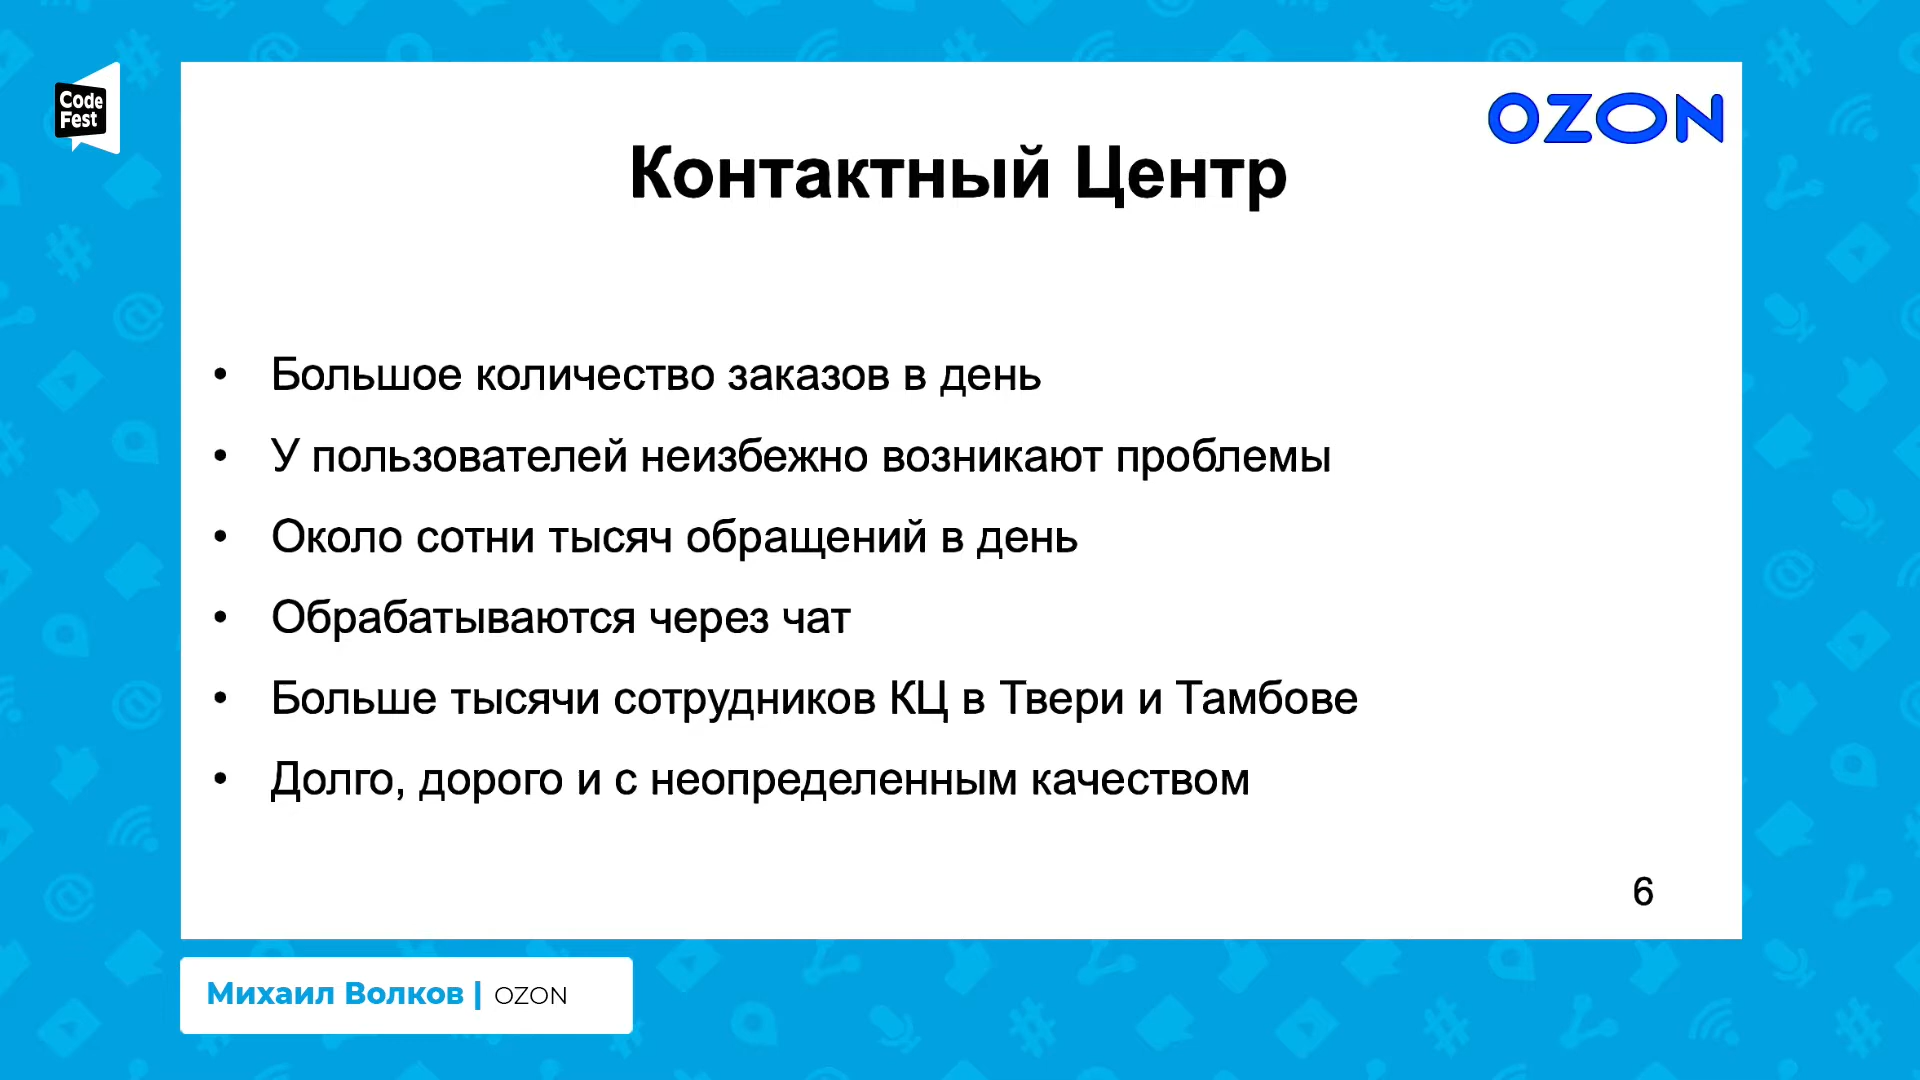 Code
Fest
OZON
Контактный Центр
• Большое количество заказов в день
• У пользователей неизбежно возникают проблемы
• Около сотни тысяч обращений в день
• Обрабатываются через чат
• Больше тысячи сотрудников КЦ в Твери и Тамбове
• Долго, дорого и с неопределенным качеством
6
Михаил Волков | OZON